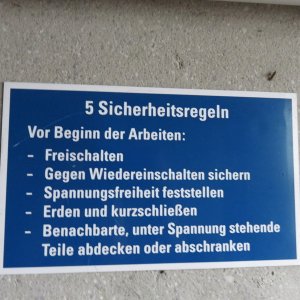 5 Sicherheitsregeln
Vor Beginn der Arbeiten:
- Freischalten
- Gegen Wiedereinschalten sichern
- Spannungsfreiheit feststellen
- Erden und kurzschließen
- Benachbarte, unter Spannung stehende
Teile abdecken oder abschranken